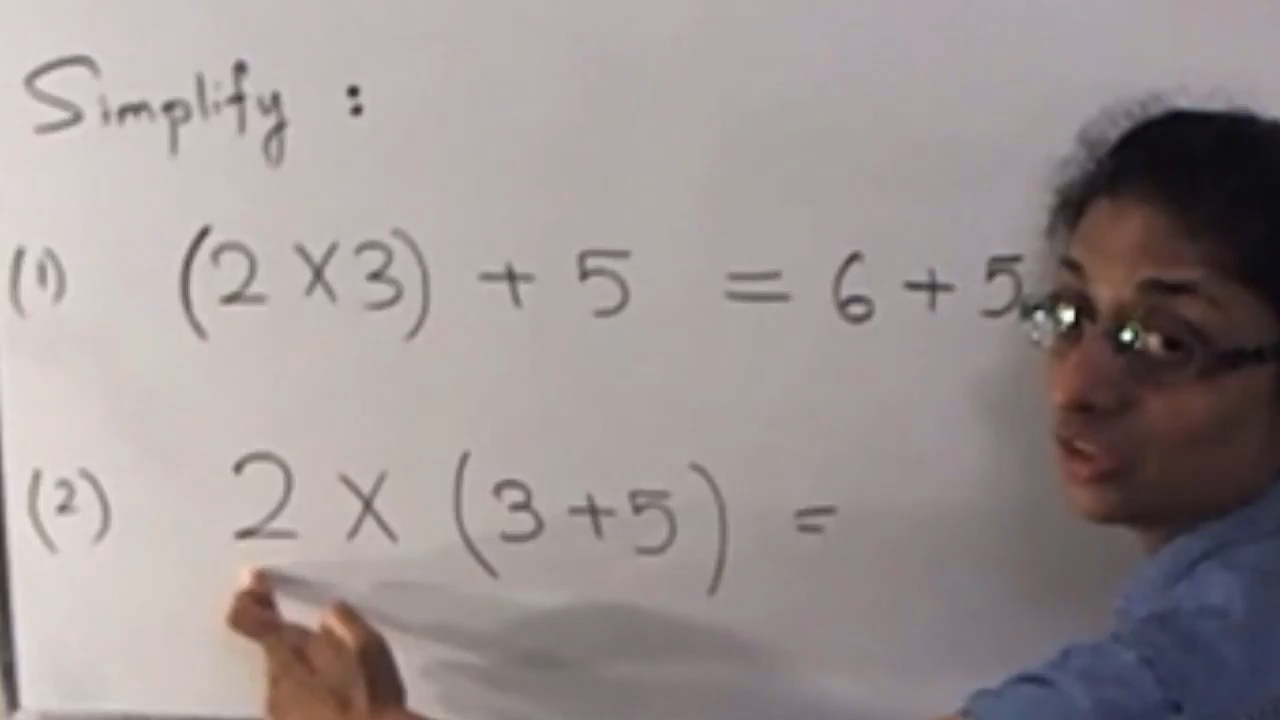 Simplify :
(1) (2 X 3) + 5 = 6 + 5
(2) 2 X (3 + 5) =